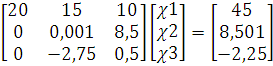 [20 15 10] [χ1] = [45]
[0 0,001 8,5] [χ2] = [8,501]
[0 -2,75 0,5] [χ3] = [-2,25]